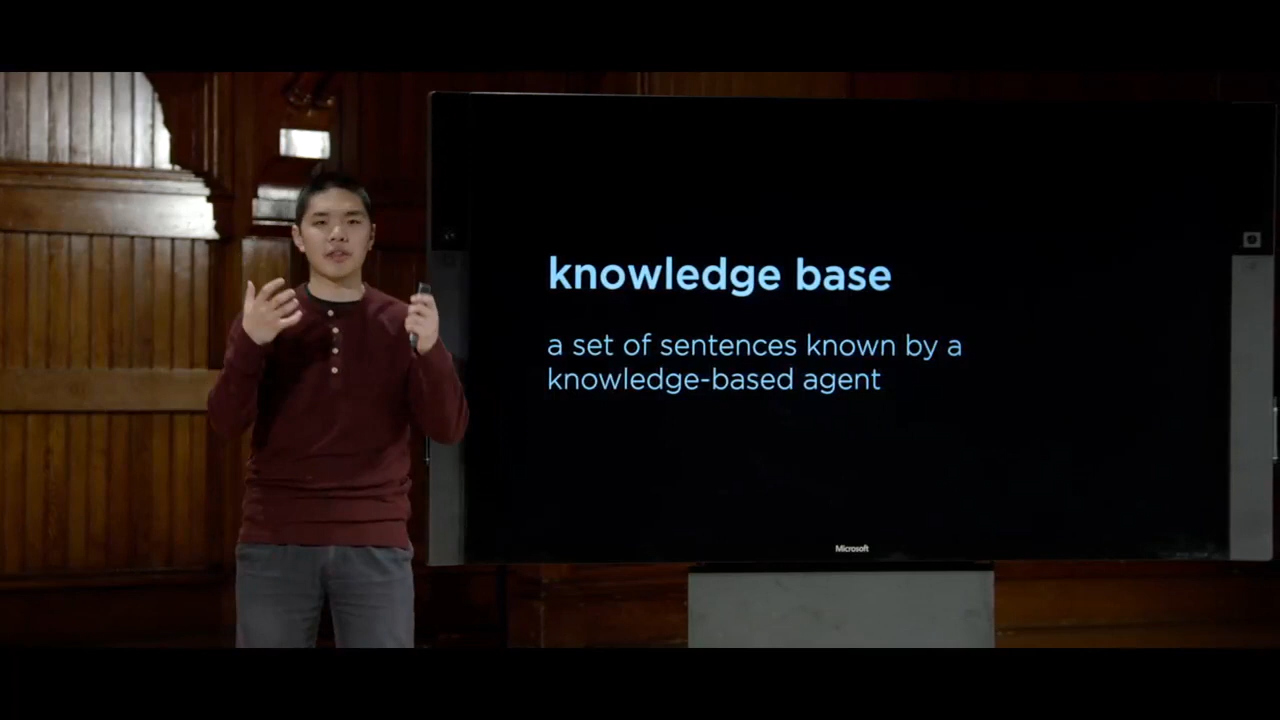 knowledge base
a set of sentences known by a
knowledge-based agent
Microsoft